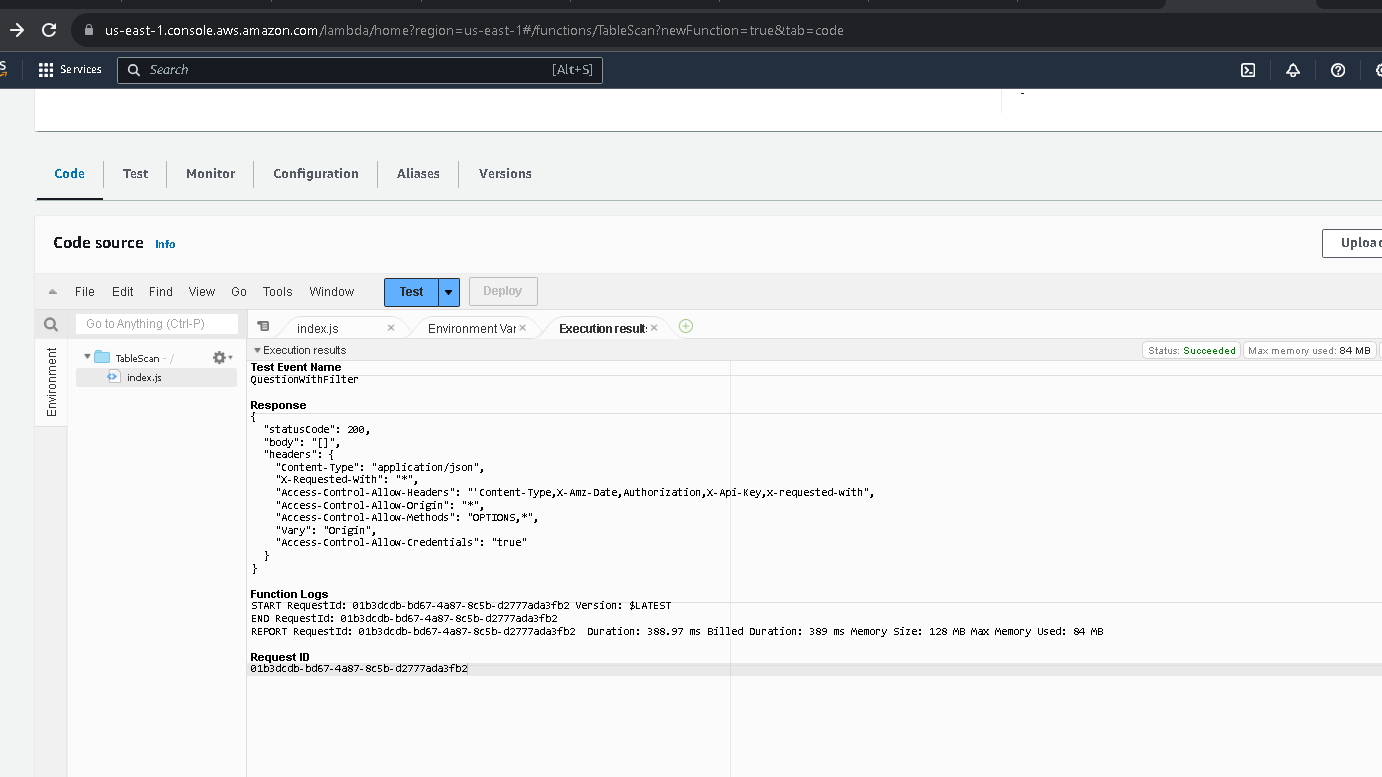 us-east-1.console.aws.amazon.com/lambda/home?region=us-east-1#/functions/TableScan?newFunction=true&tab=code
Services
Search
[Alt+S]
Code
Test
Monitor
Configuration
Aliases
Versions
Code source
Info
File
Edit
Find
View
Go
Tools
Window
Test
Deploy
Go to Anything (Ctrl-P)
index.js
Environment Var
Execution results
Environment
TableScan - /
index.js
Execution results
Status: Succeeded
Max memory used: 84 MB
Test Event Name
QuestionWithFilter
Response
{
"statusCode": 200,
"body": "[]",
"headers": {
"Content-Type": "application/json",
"X-Requested-With": "*",
"Access-Control-Allow-Headers": "'Content-Type,X-Amz-Date,Authorization,X-Api-Key,x-requested-with",
"Access-Control-Allow-Origin": "*",
"Access-Control-Allow-Methods": "OPTIONS,*",
"Vary": "Origin",
"Access-Control-Allow-Credentials": "true"
}
}
Function Logs
START RequestId: 01b3dcdb-bd67-4a87-8c5b-d2777ada3fb2 Version: $LATEST
END RequestId: 01b3dcdb-bd67-4a87-8c5b-d2777ada3fb2
REPORT RequestId: 01b3dcdb-bd67-4a87-8c5b-d2777ada3fb2 Duration: 388.97 ms Billed Duration: 389 ms Memory Size: 128 MB Max Memory Used: 84 MB
Request ID
01b3dcdb-bd67-4a87-8c5b-d2777ada3fb2